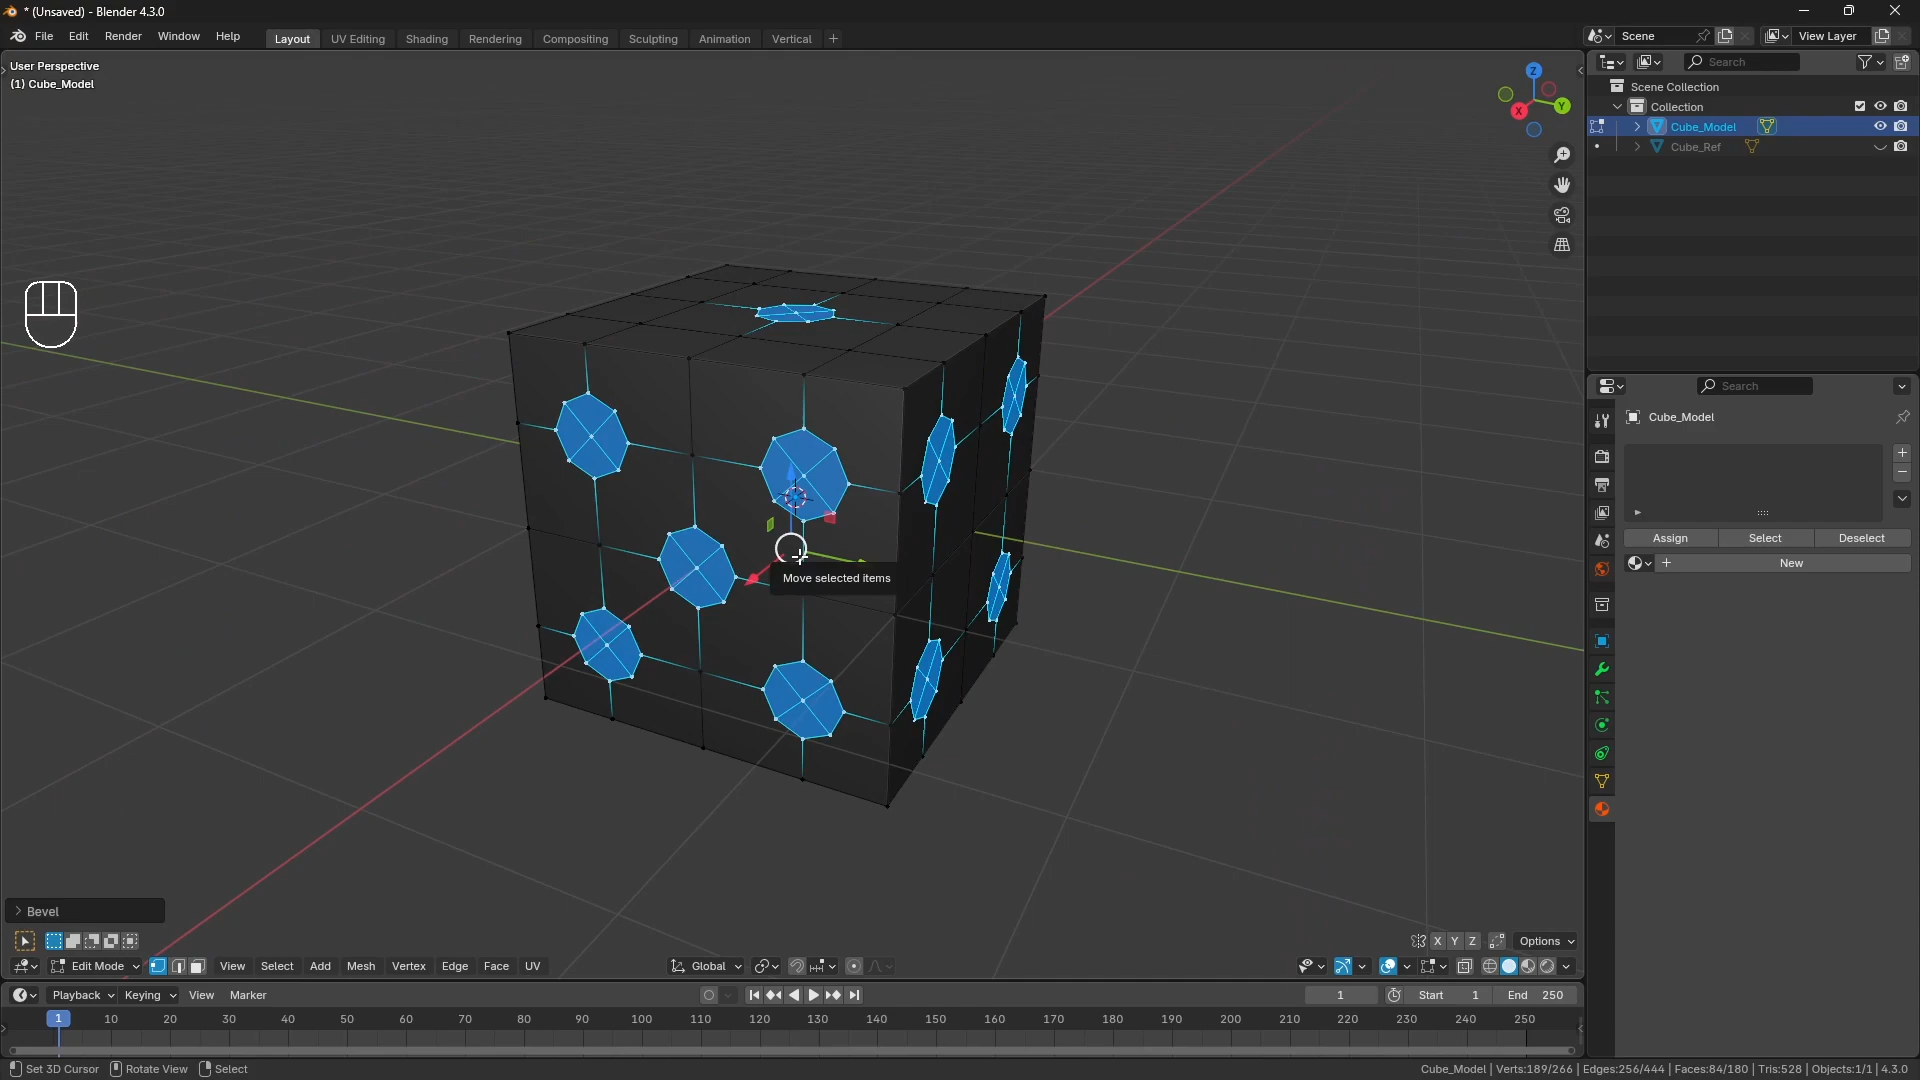 * (Unsaved) - Blender 4.3.0
File Edit Render Window Help
Layout UV Editing Shading Rendering Compositing Sculpting Animation Vertical +
Scene
View Layer
User Perspective
(1) Cube_Model
Z
Y
X
Search
Scene Collection
Collection
Cube_Model
Cube_Ref
Search
Cube_Model
Assign Select Deselect
New
Move selected items
Bevel
X Y Z Options
Edit Mode View Select Add Mesh Vertex Edge Face UV Global
Playback Keying View Marker 1 Start 1 End 250
1 10 20 30 40 50 60 70 80 90 100 110 120 130 140 150 160 170 180 190 200 210 220 230 240 250
Set 3D Cursor Rotate View Select
Cube_Model | Verts:189/266 | Edges:256/444 | Faces:84/180 | Tris:528 | Objects:1/1 | 4.3.0